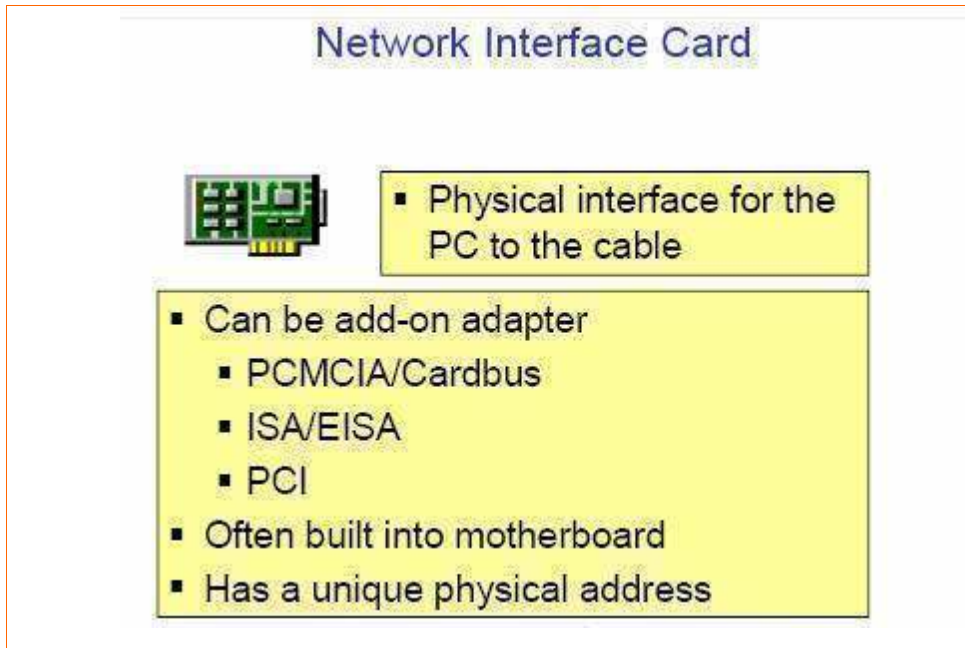 Network Interface Card
▪ Physical interface for the
PC to the cable
▪ Can be add-on adapter
▪ PCMCIA/Cardbus
▪ ISA/EISA
▪ PCI
▪ Often built into motherboard
▪ Has a unique physical address